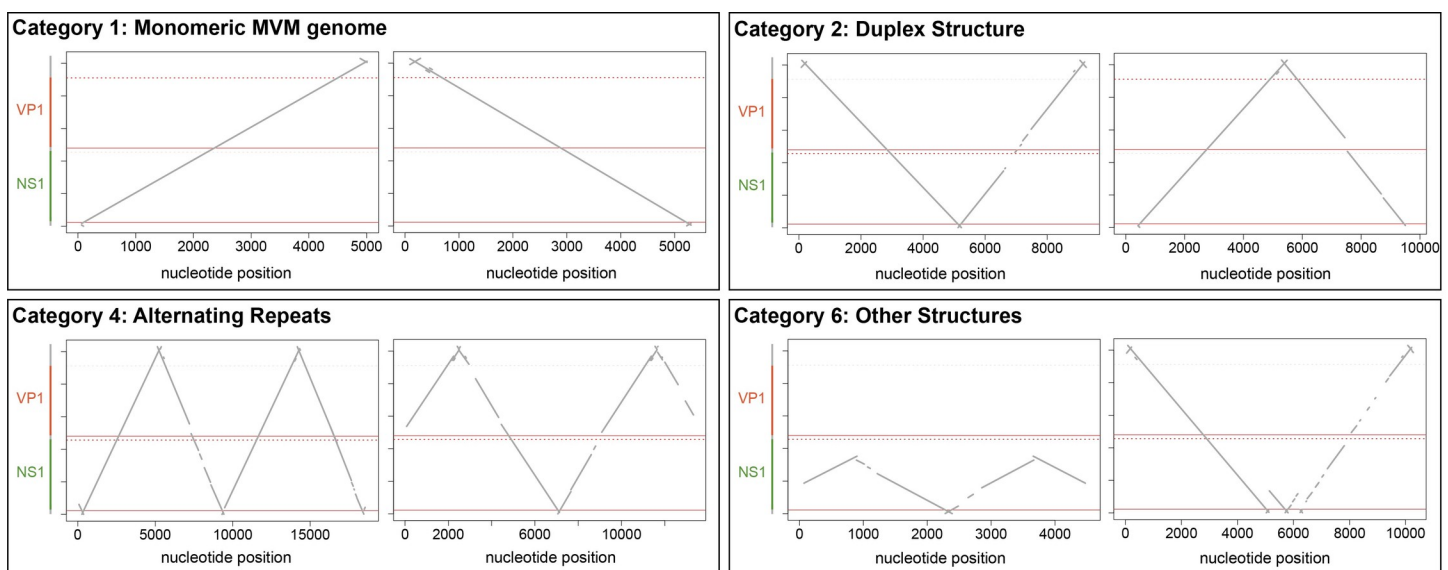 Category 1: Monomeric MVM genome
VP1
NS1
0 1000 2000 3000 4000 5000
nucleotide position
0 1000 2000 3000 4000 5000
nucleotide position
Category 2: Duplex Structure
VP1
NS1
0 2000 4000 6000 8000
nucleotide position
0 2000 4000 6000 8000 10000
nucleotide position
Category 4: Alternating Repeats
VP1
NS1
0 5000 10000 15000
nucleotide position
0 2000 4000 6000 10000
nucleotide position
Category 6: Other Structures
VP1
NS1
0 1000 2000 3000 4000
nucleotide position
0 2000 4000 6000 8000 10000
nucleotide position